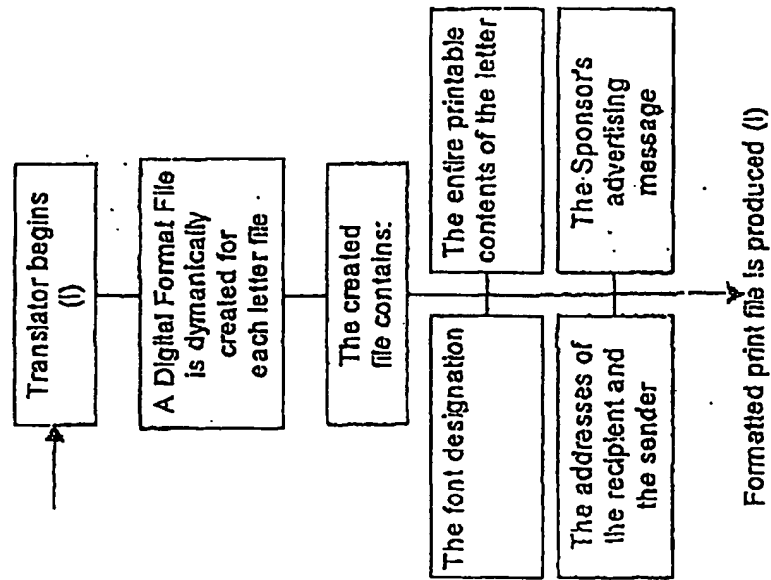 Translator begins
(I)
A Digital Format File
is dymanically
created for
each letter file
The created
file contains:
The font designation
The entire printable
contents of the letter
The addresses of
the recipient and
the sender
The Sponsor's
advertising
message
Formatted print file is produced (I)